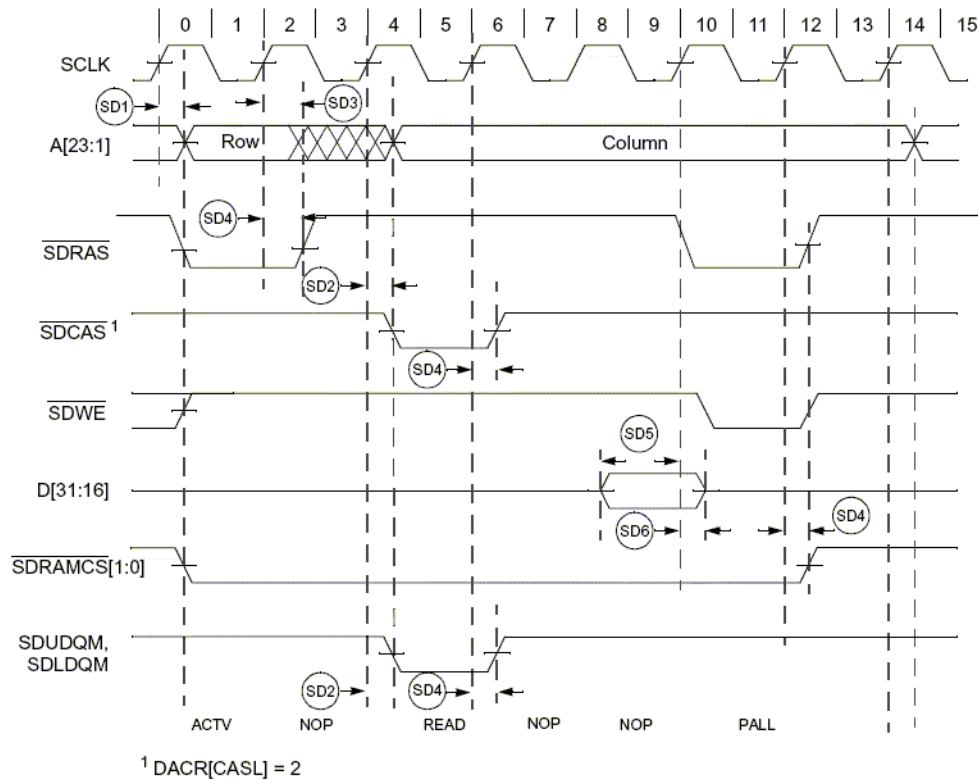 0 1 2 3 4 5 6 7 8 9 10 11 12 13 14 15
SCLK
SD1 SD3
A[23:1] Row Column
SD4
SDRAS
SD2
SDCAS 1
SD4
SDWE
SD5
D[31:16]
SD6 SD4
SDRAMCS[1:0]
SDUDQM,
SDLDQM
SD2 SD4
ACTV NOP READ NOP NOP PALL
1 DACR[CASL] = 2